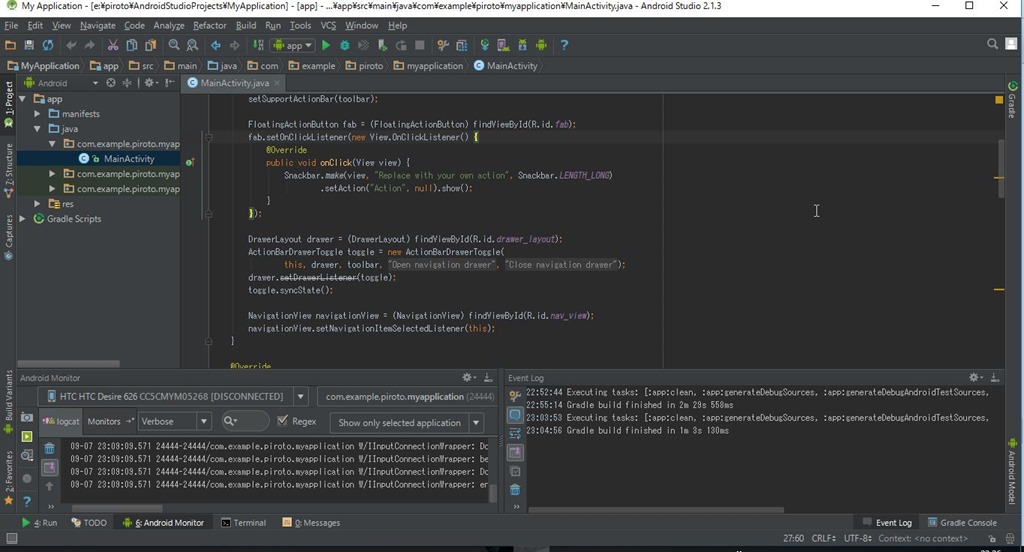 My Application - [e:¥piroto¥AndroidStudioProjects¥MyApplication] - [app] - ...¥app¥src¥main¥java¥com¥example¥piroto¥myapplication¥MainActivity.java - Android Studio 2.1.3
File Edit View Navigate Code Analyze Refactor Build Run Tools VCS Window Help
app
MyApplication app src main java com example piroto myapplication MainActivity
Android
MainActivity.java
1: Project
7: Structure
Captures
Build Variants
2: Favorites
app
manifests
java
com.example.piroto.myap
MainActivity
com.example.piroto.myap
com.example.piroto.myap
res
Gradle Scripts
setSupportActionBar(toolbar);
FloatingActionButton fab = (FloatingActionButton) findViewById(R.id.fab);
fab.setOnClickListener(new View.OnClickListener() {
@Override
public void onClick(View view) {
Snackbar.make(view, "Replace with your own action", Snackbar.LENGTH_LONG)
.setAction("Action", null).show();
}
});
DrawerLayout drawer = (DrawerLayout) findViewById(R.id.drawer_layout);
ActionBarDrawerToggle toggle = new ActionBarDrawerToggle(
this, drawer, toolbar, "Open navigation drawer", "Close navigation drawer");
drawer.setDrawerListener(toggle);
toggle.syncState();
NavigationView navigationView = (NavigationView) findViewById(R.id.nav_view);
navigationView.setNavigationItemSelectedListener(this);
}
@Override
Gradle
Android Model
Android Monitor
HTC HTC Desire 626 CC5CMYM05268 [DISCONNECTED]
com.example.piroto.myapplication (24444)
logcat Monitors Verbose Regex Show only selected application
09-07 23:09:09.571 24444-24444/com.example.piroto.myapplication W/IInputConnectionWrapper:
09-07 23:09:09.571 24444-24444/com.example.piroto.myapplication W/IInputConnectionWrapper: be
09-07 23:09:09.571 24444-24444/com.example.piroto.myapplication W/IInputConnectionWrapper:
09-07 23:09:09.571 24444-24444/com.example.piroto.myapplication W/IInputConnectionWrapper: en
Event Log
22:52:44 Executing tasks: [:app:clean, :app:generateDebugSources, :app:generateDebugAndroidTestSources,
22:55:14 Gradle build finished in 2m 29s 558ms
23:03:53 Executing tasks: [:app:clean, :app:generateDebugSources, :app:generateDebugAndroidTestSources,
23:04:56 Gradle build finished in 1m 3s 130ms
4: Run TODO 6: Android Monitor Terminal 0: Messages Event Log Gradle Console
27:60 CRLF UTF-8 Context: <no context>